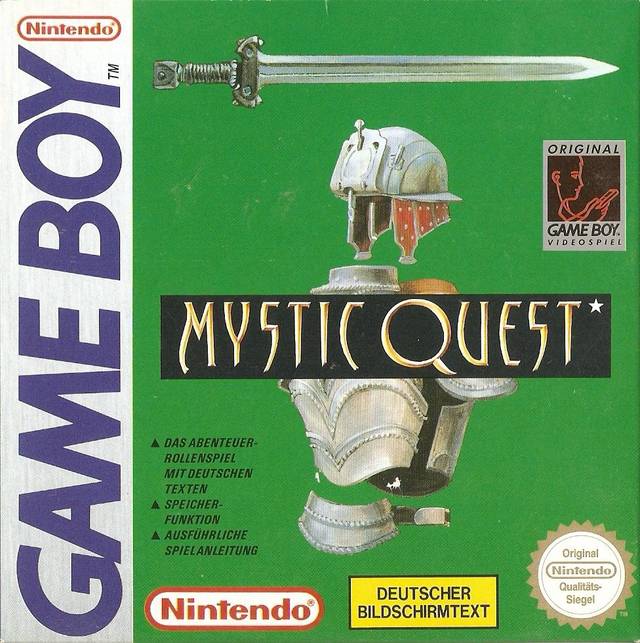 Nintendo®
GAME BOY
TM
ORIGINAL
GAME BOY.
VIDEOSPIEL
MYSTIC QUEST*
▲ DAS ABENTEUER-
ROLLENSPIEL
MIT DEUTSCHEN
TEXTEN
▲ SPEICHER-
FUNKTION
▲ AUSFÜHRLICHE
SPIELANLEITUNG
Nintendo®
DEUTSCHER
BILDSCHIRMTEXT
Original
Nintendo
Qualitäts-
Siegel
TM